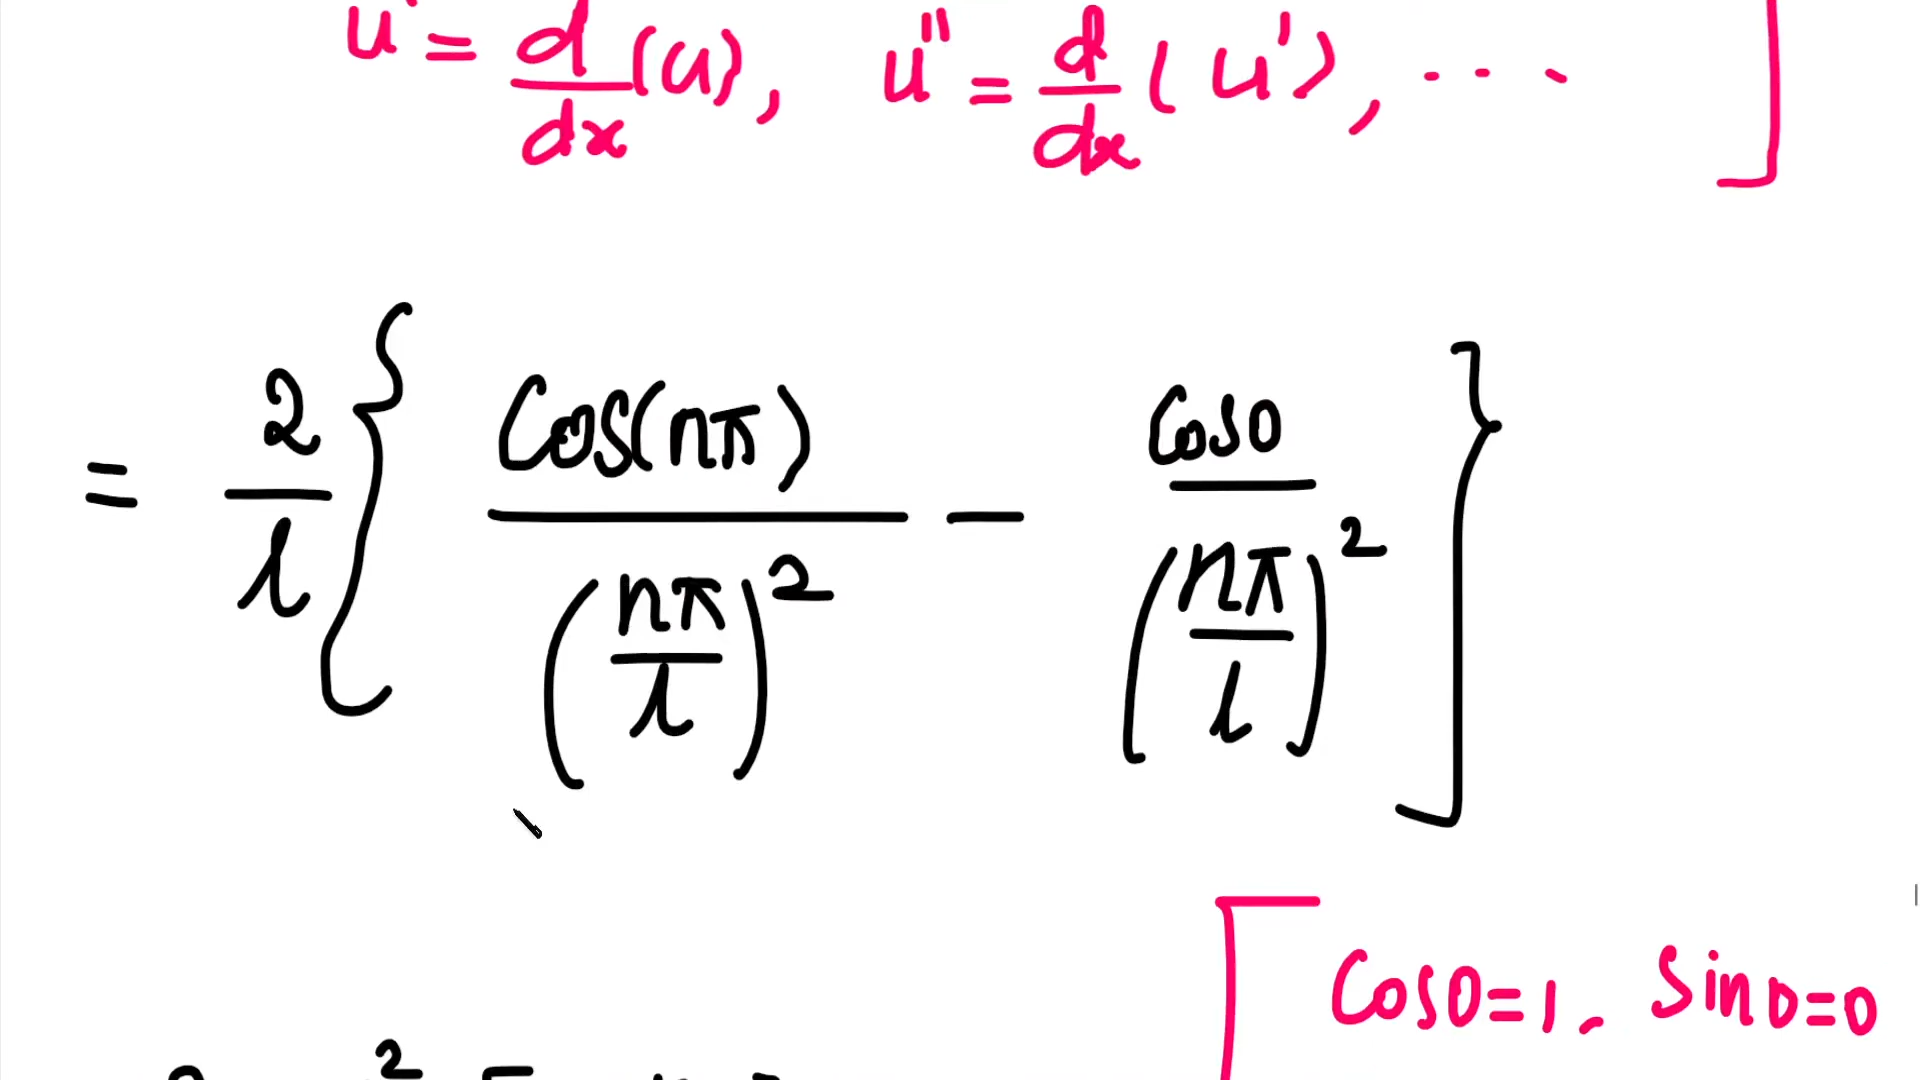 u' = d/dx (u), u'' = d/dx (u'), ...
= 2/l { Cos(nπ) / (nπ/l)² − Cos0 / (nπ/l)² }
[ Cos0=1, Sin0=0